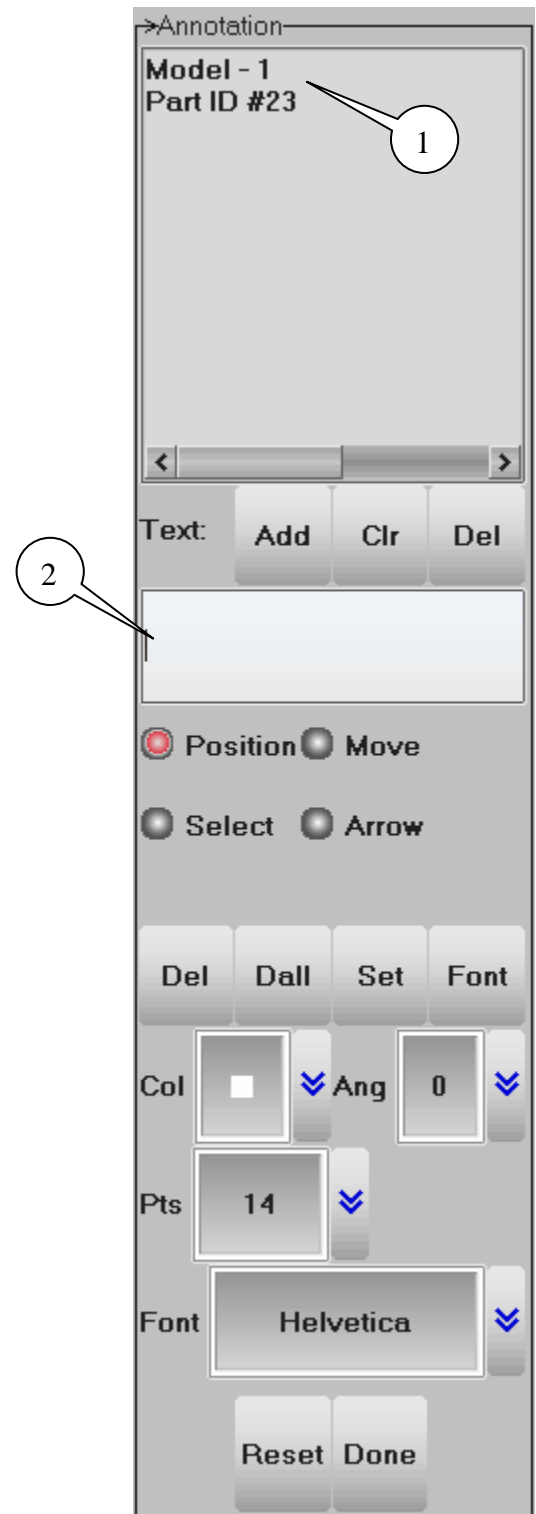 Annotation
Model - 1
Part ID #23
1
Text: Add Clr Del
2
Position Move
Select Arrow
Del Dall Set Font
Col Ang 0
Pts 14
Font Helvetica
Reset Done